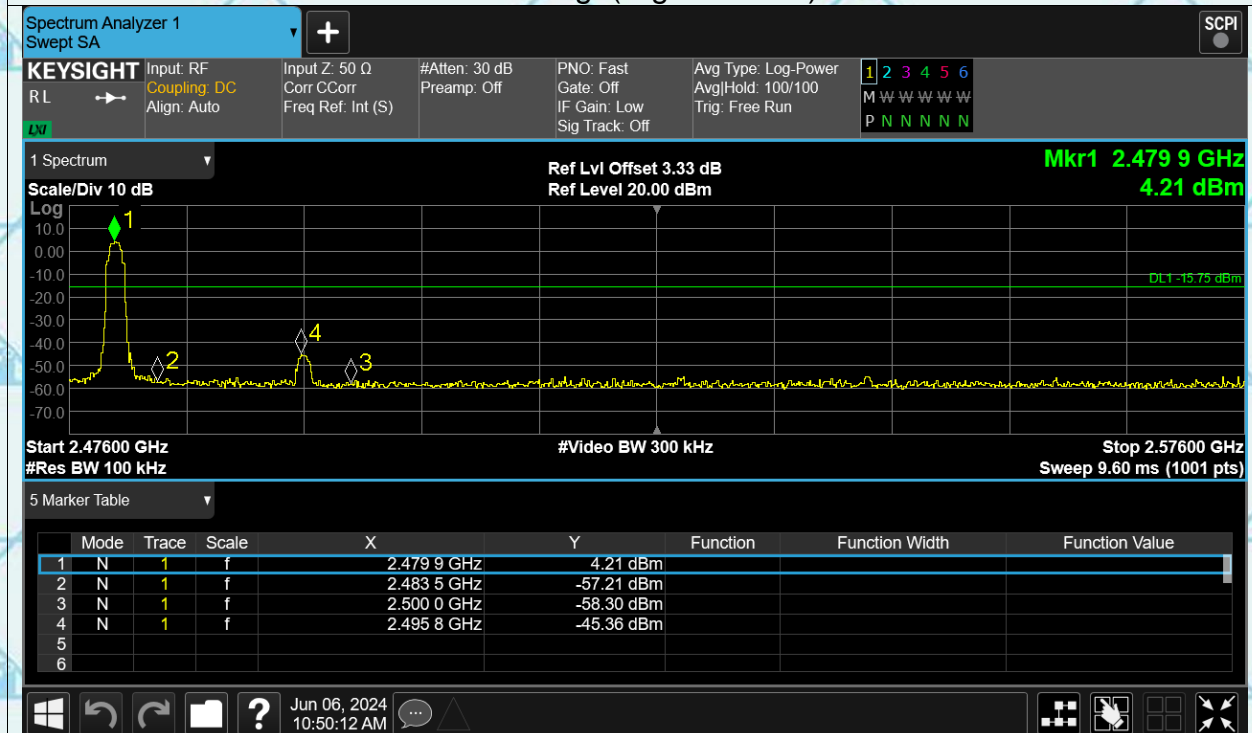 Spectrum Analyzer 1
Swept SA
+
SCPI
KEYSIGHT Input: RF Input Z: 50 Ω #Atten: 30 dB PNO: Fast Avg Type: Log-Power 1 2 3 4 5 6
RL Coupling: DC Corr CCorr Preamp: Off Gate: Off Avg|Hold: 100/100 M W W W W W
Align: Auto Freq Ref: Int (S) IF Gain: Low Trig: Free Run P N N N N N
LXI Sig Track: Off
1 Spectrum Ref Lvl Offset 3.33 dB Mkr1 2.479 9 GHz
Scale/Div 10 dB Ref Level 20.00 dBm 4.21 dBm
Log
1
10.0
0.00
-10.0 DL1 -15.75 dBm
-20.0
-30.0
4
-40.0
2 3
-50.0
-60.0
-70.0
Start 2.47600 GHz #Video BW 300 kHz Stop 2.57600 GHz
#Res BW 100 kHz Sweep 9.60 ms (1001 pts)
5 Marker Table
Mode Trace Scale X Y Function Function Width Function Value
1 N 1 f 2.479 9 GHz 4.21 dBm
2 N 1 f 2.483 5 GHz -57.21 dBm
3 N 1 f 2.500 0 GHz -58.30 dBm
4 N 1 f 2.495 8 GHz -45.36 dBm
5
6
? Jun 06, 2024
10:50:12 AM